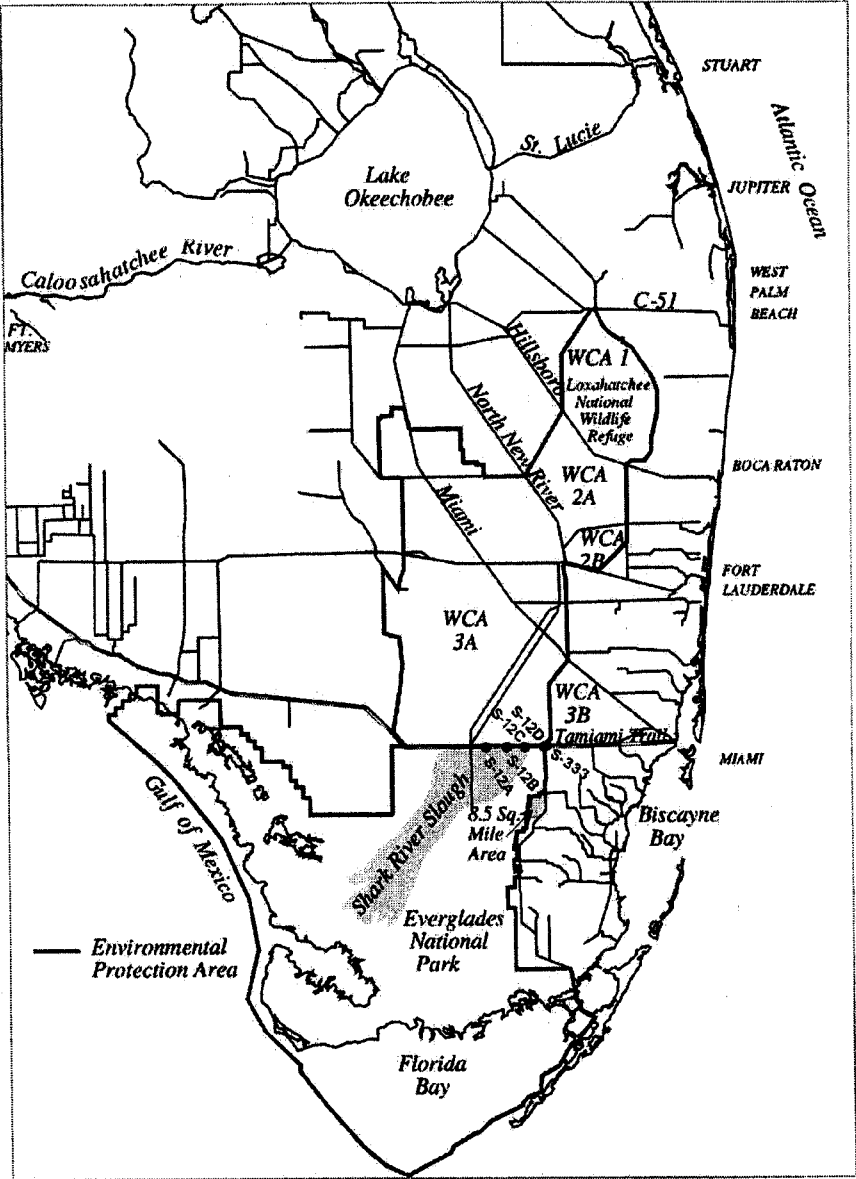 STUART
Atlantic Ocean
St. Lucie
Lake
Okeechobee
JUPITER
Caloosahatchee River
WEST
PALM
BEACH
C-51
FT.
MYERS
Hillsboro
WCA 1
Loxahatchee
National
Wildlife
Refuge
North New River
BOCA RATON
WCA
2A
Miami
WCA
2B
FORT
LAUDERDALE
WCA
3A
WCA
3B
S-12D
S-12C
Tamiami Trail
MIAMI
S-12A
S-12B
S-333
Gulf of Mexico
Shark River Slough
8.5 Sq.
Mile
Area
Biscayne
Bay
Everglades
National
Park
Environmental
Protection Area
Florida
Bay